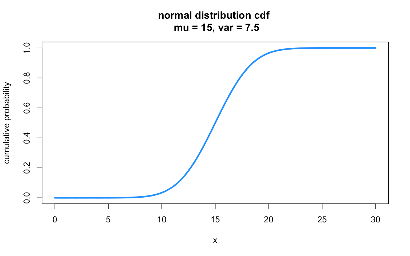 normal distribution cdf
mu = 15, var = 7.5
cumulative probability
1.0
0.8
0.6
0.4
0.2
0.0
0 5 10 15 20 25 30
x